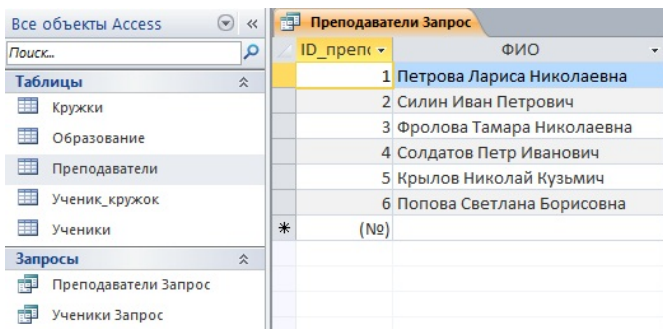 Все объекты Access
Поиск...
Таблицы
Кружки
Образование
Преподаватели
Ученик_кружок
Ученики
Запросы
Преподаватели Запрос
Ученики Запрос
Преподаватели Запрос
ID_препо ФИО
1 Петрова Лариса Николаевна
2 Силин Иван Петрович
3 Фролова Тамара Николаевна
4 Солдатов Петр Иванович
5 Крылов Николай Кузьмич
6 Попова Светлана Борисовна
* (№)